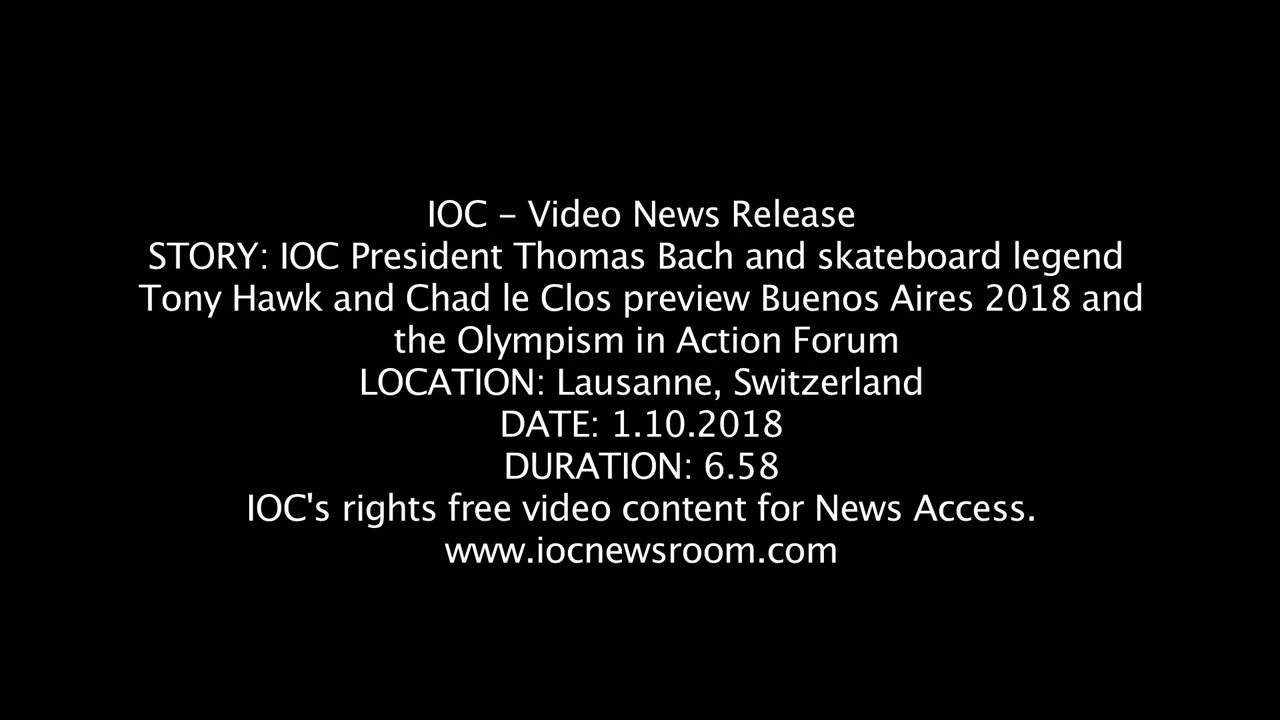 IOC - Video News Release
STORY: IOC President Thomas Bach and skateboard legend
Tony Hawk and Chad le Clos preview Buenos Aires 2018 and
the Olympism in Action Forum
LOCATION: Lausanne, Switzerland
DATE: 1.10.2018
DURATION: 6.58
IOC's rights free video content for News Access.
www.iocnewsroom.com